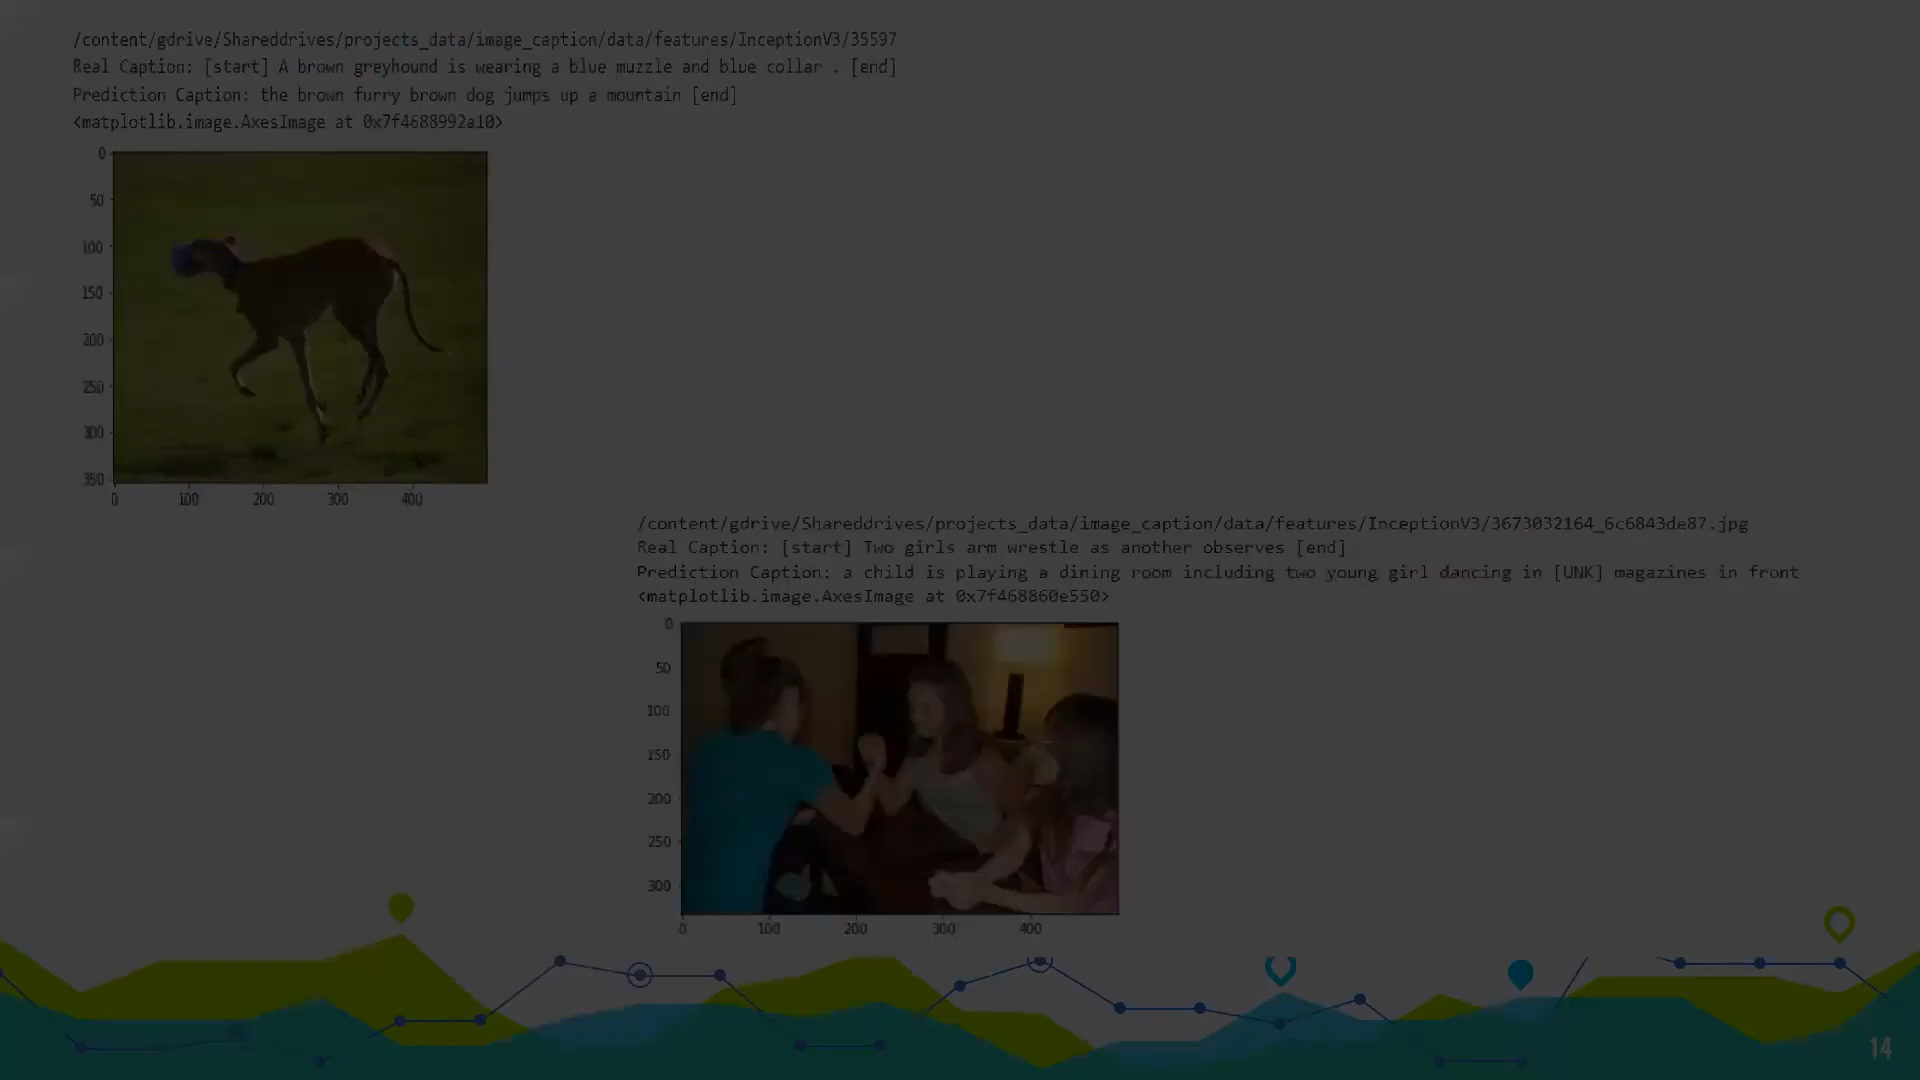 /content/gdrive/Shareddrives/projects_data/image_caption/data/features/InceptionV3/35597
Real Caption: [start] A brown greyhound is wearing a blue muzzle and blue collar . [end]
Prediction Caption: the brown furry brown dog jumps up a mountain [end]
<matplotlib.image.AxesImage at 0x7f4688992a10>
0
50
100
150
200
250
300
350
0 100 200 300 400
/content/gdrive/Shareddrives/projects_data/image_caption/data/features/InceptionV3/3673032164_6c6843de87.jpg
Real Caption: [start] Two girls arm wrestle as another observes [end]
Prediction Caption: a child is playing a dining room including two young girl dancing in [UNK] magazines in front
<matplotlib.image.AxesImage at 0x7f468860e550>
0
50
100
150
200
250
300
0 100 200 300 400
14